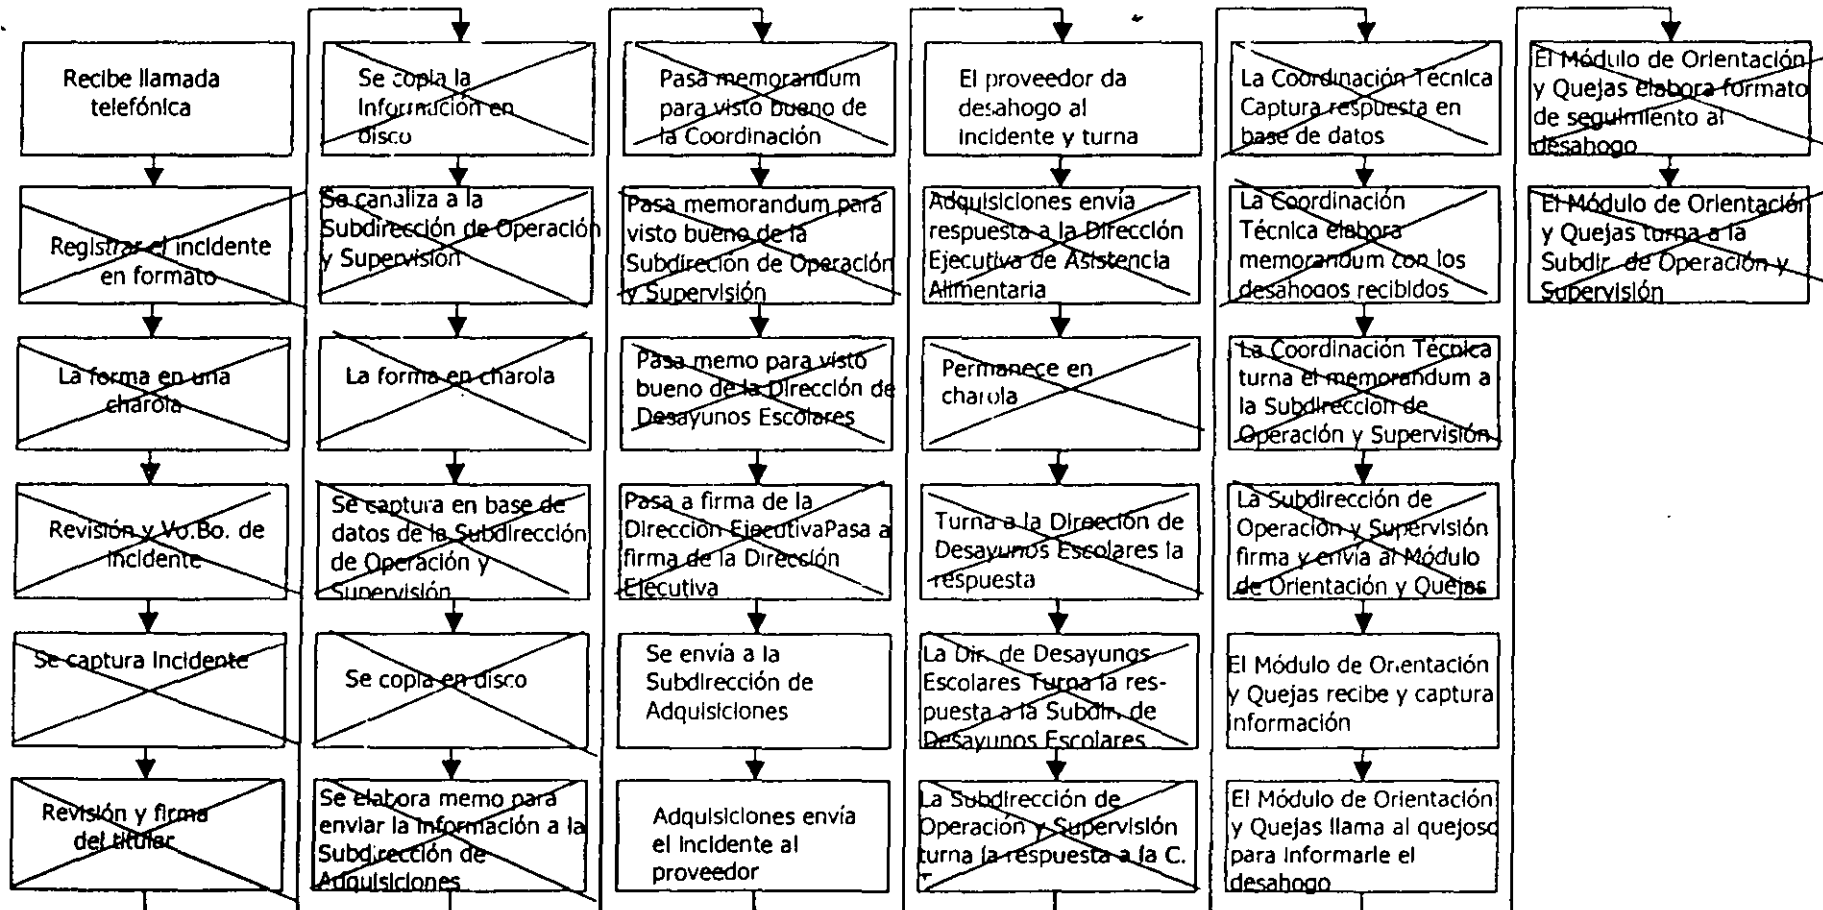 Recibe llamada
telefónica
Registrar el incidente
en formato
La forma en una
charola
Revisión y Vo.Bo. de
incidente
Se captura Incidente
Revisión y firma
del titular
Se copia la
Información en
disco
Se canaliza a la
Subdirección de Operación
y Supervisión
La forma en charola
Se captura en base de
datos de la Subdirección
de Operación y
Supervisión
Se copia en disco
Se elabora memo para
enviar la información a la
Subdirección de
Adquisiciones
Pasa memorandum
para visto bueno de
la Coordinación
Pasa memorandum para
visto bueno de la
Subdireción de Operación
y Supervisión
Pasa memo para visto
bueno de la Dirección de
Desayunos Escolares
Pasa a firma de la
Dirección EjecutivaPasa a
firma de la Dirección
Ejecutiva
Se envía a la
Subdirección de
Adquisiciones
Adquisiciones envía
el incidente al
proveedor
El proveedor da
desahogo al
incidente y turna
Adquisiciones envía
respuesta a la Dirección
Ejecutiva de Asistencia
Alimentaria
Permanece en
charola
Turna a la Dirección de
Desayunos Escolares la
respuesta
La Dir. de Desayunos
Escolares Turna la res-
puesta a la Subdir. de
Desayunos Escolares
La Subdirección de
Operación y Supervisión
turna la respuesta a la C.
La Coordinación Técnica
Captura respuesta en
base de datos
La Coordinación
Técnica elabora
memorandum con los
desahogos recibidos
La Coordinación Técnica
turna el memorandum a
la Subdirección de
Operación y Supervisión
La Subdirección de
Operación y Supervisión
firma y envía al Módulo
de Orientación y Quejas
El Módulo de Orientación
y Quejas recibe y captura
información
El Módulo de Orientación
y Quejas llama al quejoso
para informarle el
desahogo
El Módulo de Orientación
y Quejas elabora formato
de seguimiento al
desahogo
El Módulo de Orientación
y Quejas turna a la
Subdir. de Operación y
Supervisión